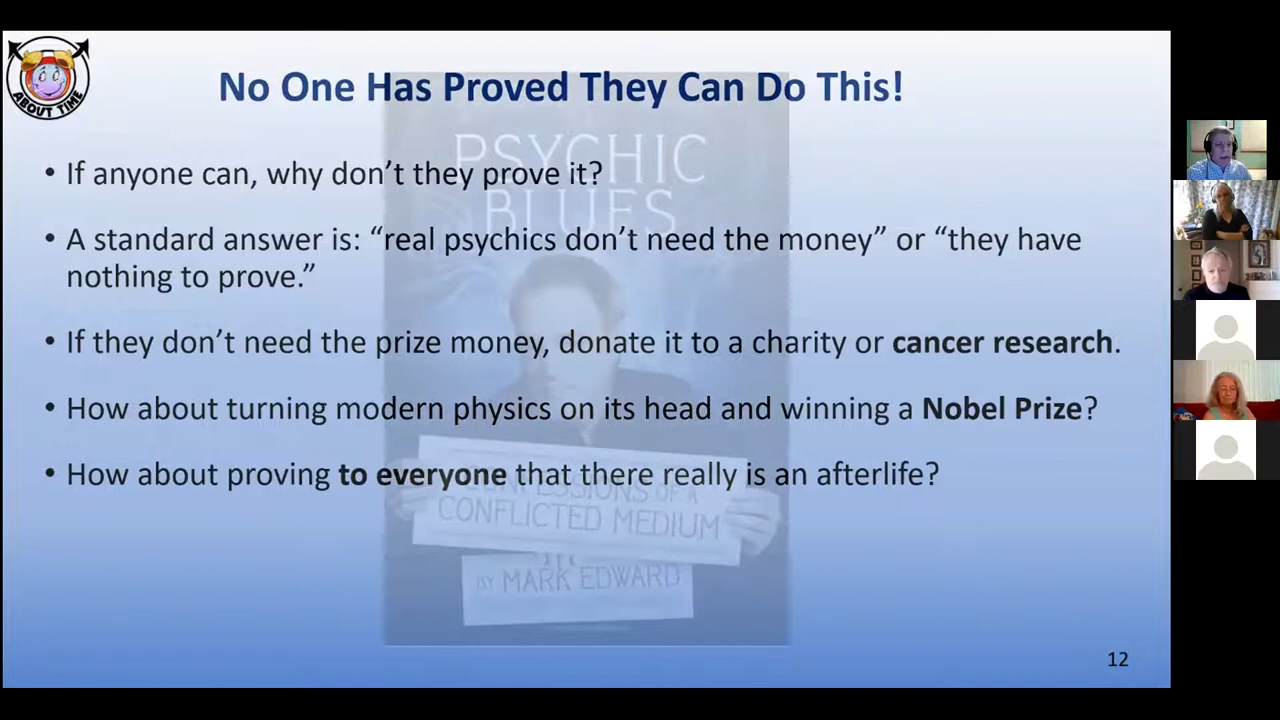 No One Has Proved They Can Do This!
• If anyone can, why don’t they prove it?
• A standard answer is: “real psychics don’t need the money” or “they have
nothing to prove.”
• If they don’t need the prize money, donate it to a charity or cancer research.
• How about turning modern physics on its head and winning a Nobel Prize?
• How about proving to everyone that there really is an afterlife?
PSYCHIC
BLUES
CONFESSIONS OF A
CONFLICTED MEDIUM
BY MARK EDWARD
ABOUT TIME
12